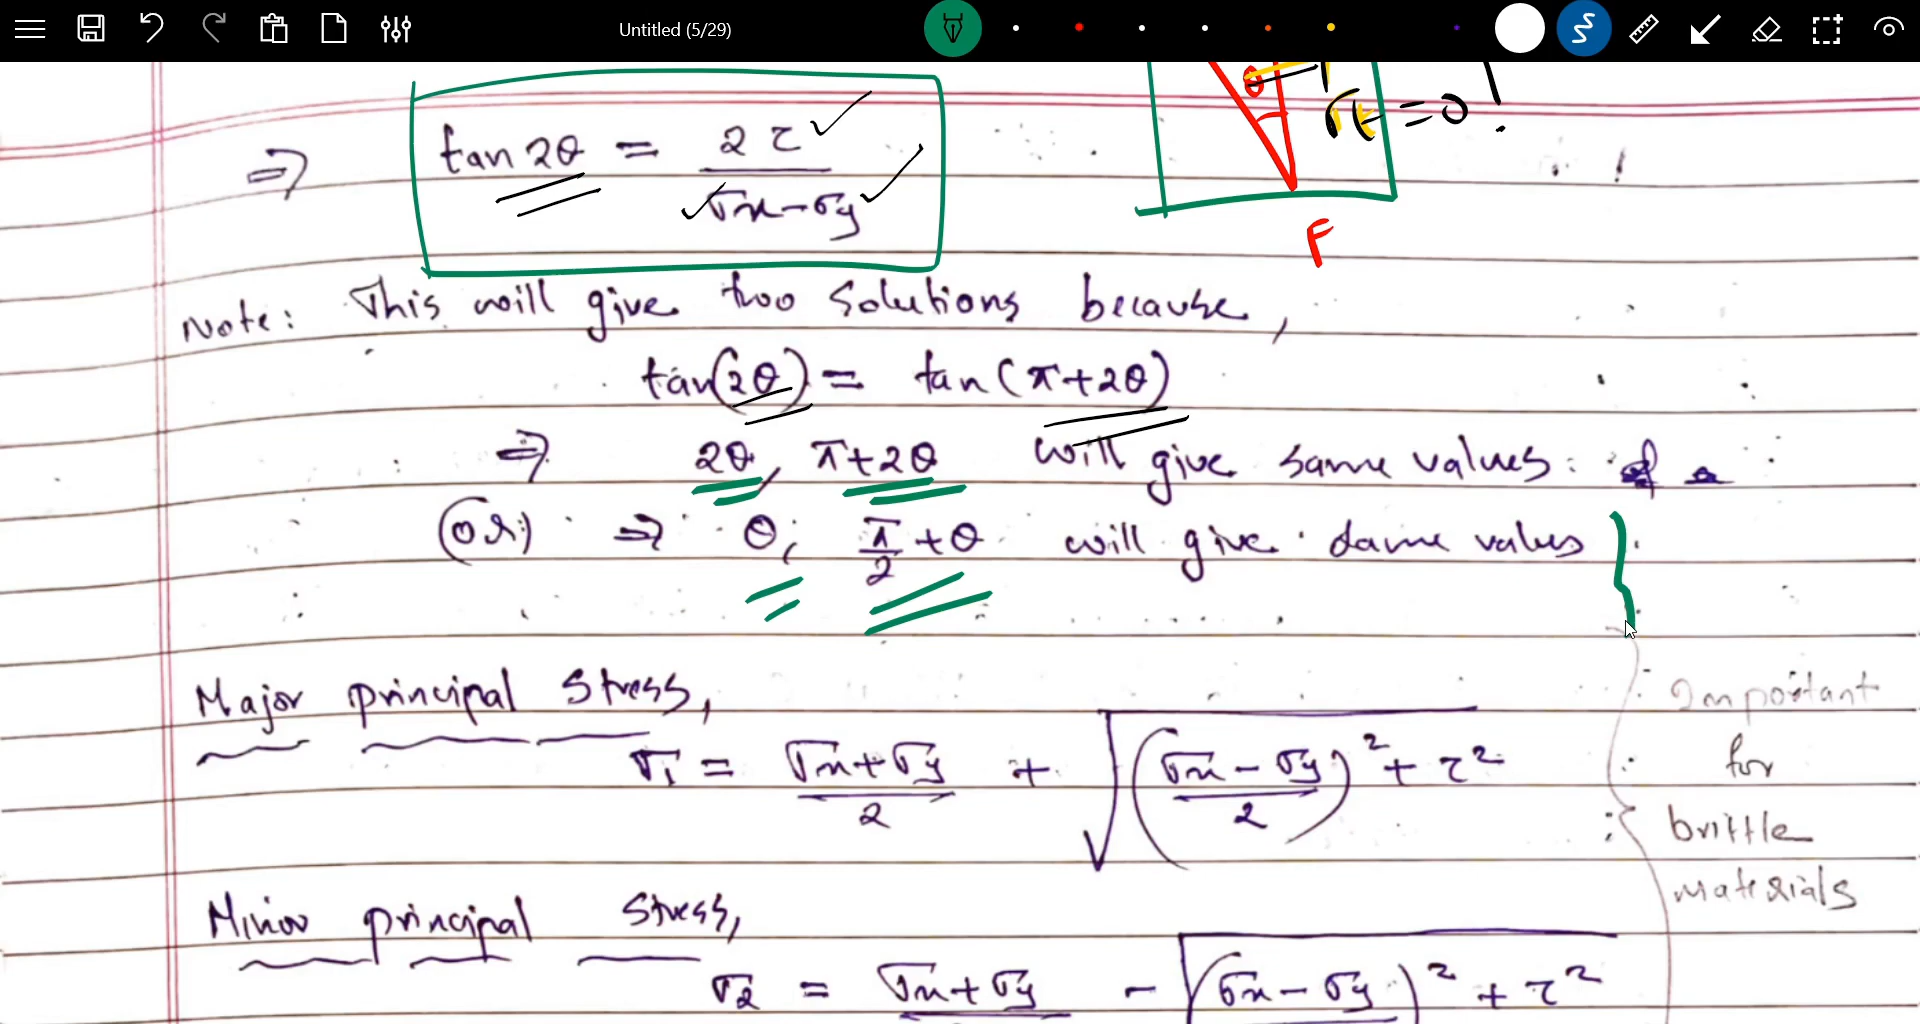 Untitled (5/29)
σt = 0 !
⇒ tan 2θ = 2τ / (σx − σy)
F
Note: This will give two solutions because,
tan(2θ) = tan(π+2θ)
⇒ 2θ, π+2θ will give same values
(or) ⇒ θ, π/2 + θ will give same values
Major principal stress,
σ1 = (σx+σy)/2 + √(((σx−σy)/2)² + τ²)
Important
for
brittle
materials
Minor principal stress,
σ2 = σx+σy − √((σx−σy)² + τ²